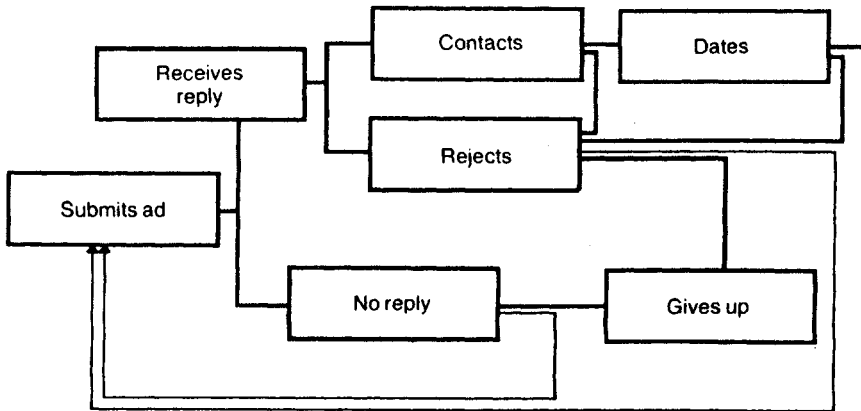 Contacts
Dates
Receives
reply
Rejects
Submits ad
No reply
Gives up